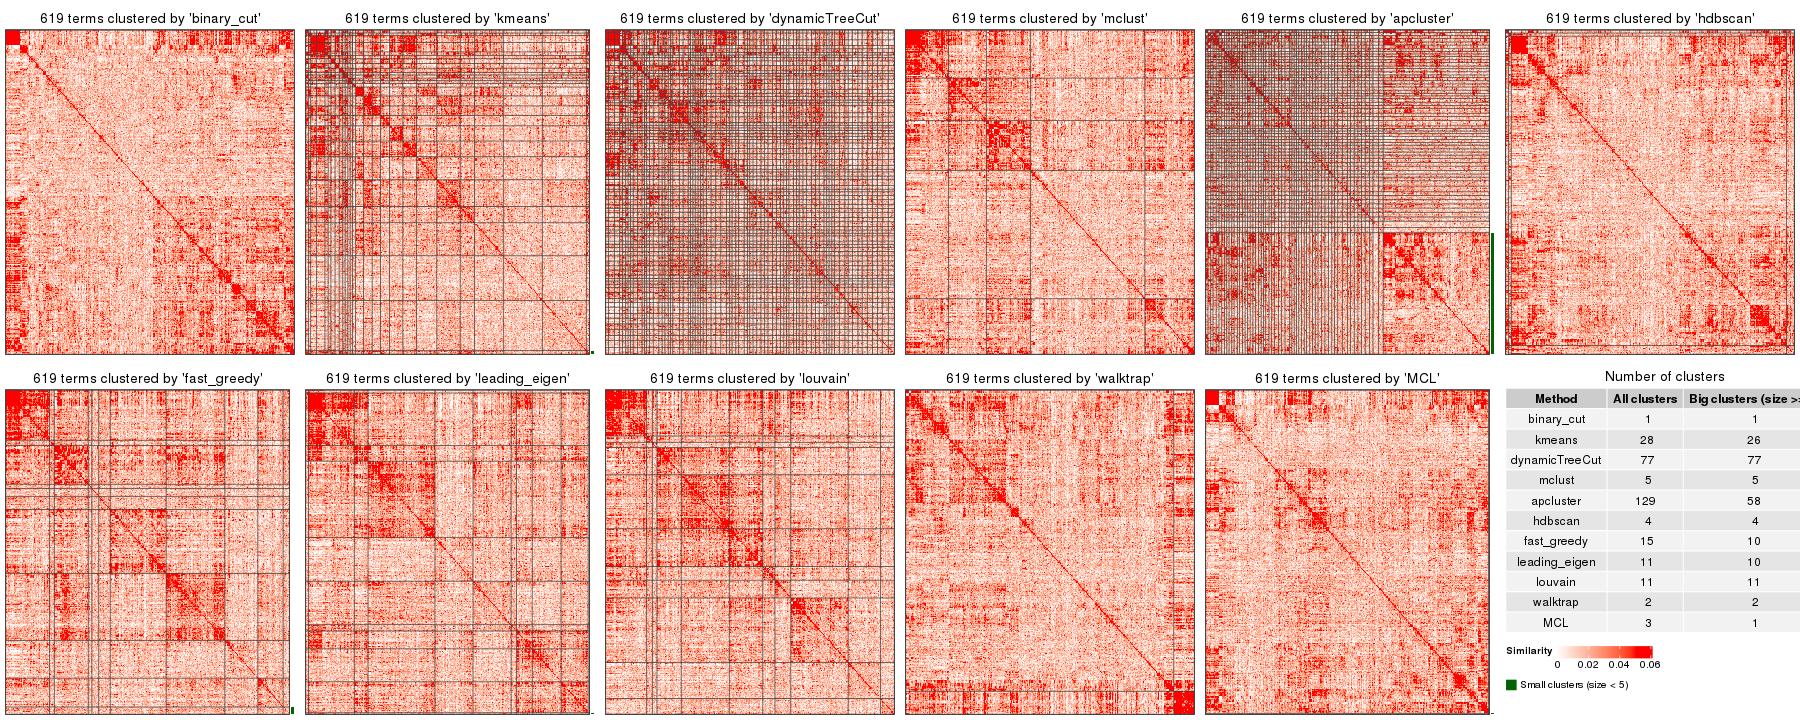 619 terms clustered by 'binary_cut'
619 terms clustered by 'kmeans'
619 terms clustered by 'dynamicTreeCut'
619 terms clustered by 'mclust'
619 terms clustered by 'apcluster'
619 terms clustered by 'hdbscan'
619 terms clustered by 'fast_greedy'
619 terms clustered by 'leading_eigen'
619 terms clustered by 'louvain'
619 terms clustered by 'walktrap'
619 terms clustered by 'MCL'
Number of clusters
Method All clusters Big clusters (size >=
binary_cut 1 1
kmeans 28 26
dynamicTreeCut 77 77
mclust 5 5
apcluster 129 58
hdbscan 4 4
fast_greedy 15 10
leading_eigen 11 10
louvain 11 11
walktrap 2 2
MCL 3 1
Similarity
0 0.02 0.04 0.06
Small clusters (size < 5)